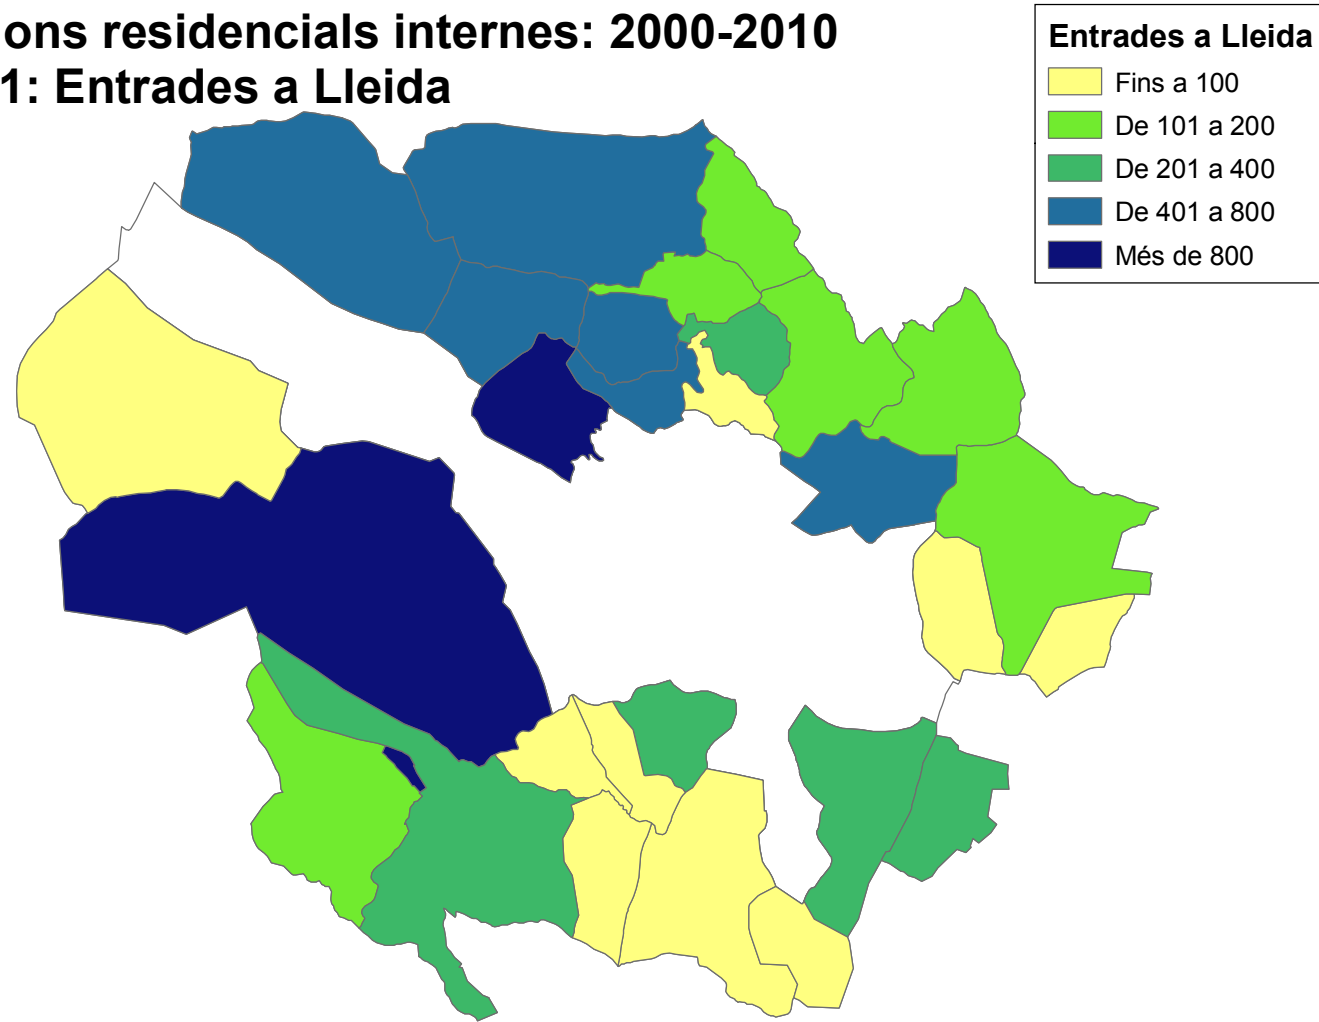 ons residencials internes: 2000-2010
1: Entrades a Lleida
Entrades a Lleida
Fins a 100
De 101 a 200
De 201 a 400
De 401 a 800
Més de 800